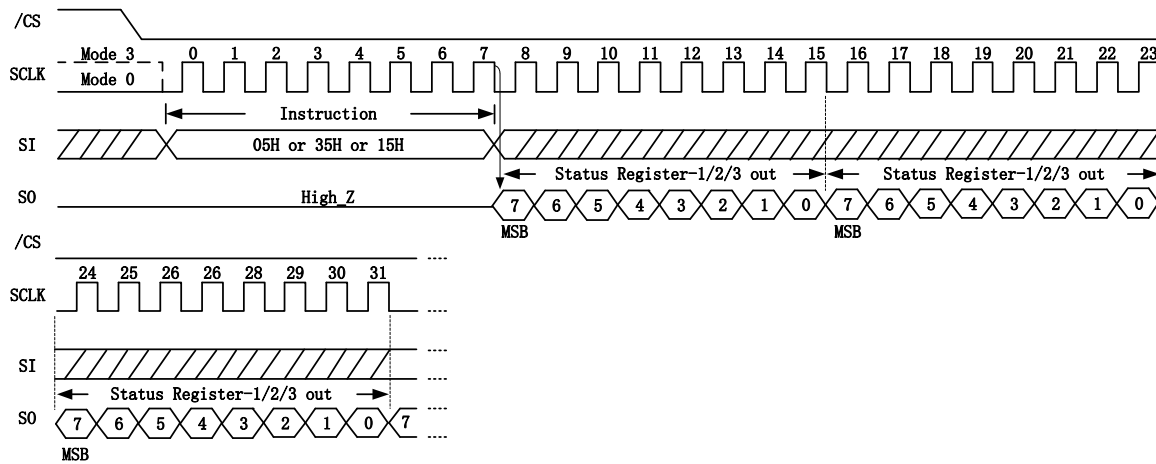 /CS
Mode 3
0 1 2 3 4 5 6 7 8 9 10 11 12 13 14 15 16 17 18 19 20 21 22 23
SCLK
Mode 0
Instruction
SI
05H or 35H or 15H
Status Register-1/2/3 out Status Register-1/2/3 out
SO
High_Z
7 6 5 4 3 2 1 0 7 6 5 4 3 2 1 0
MSB MSB
/CS
24 25 26 26 28 29 30 31
SCLK
SI
Status Register-1/2/3 out
SO
7 6 5 4 3 2 1 0 7
MSB